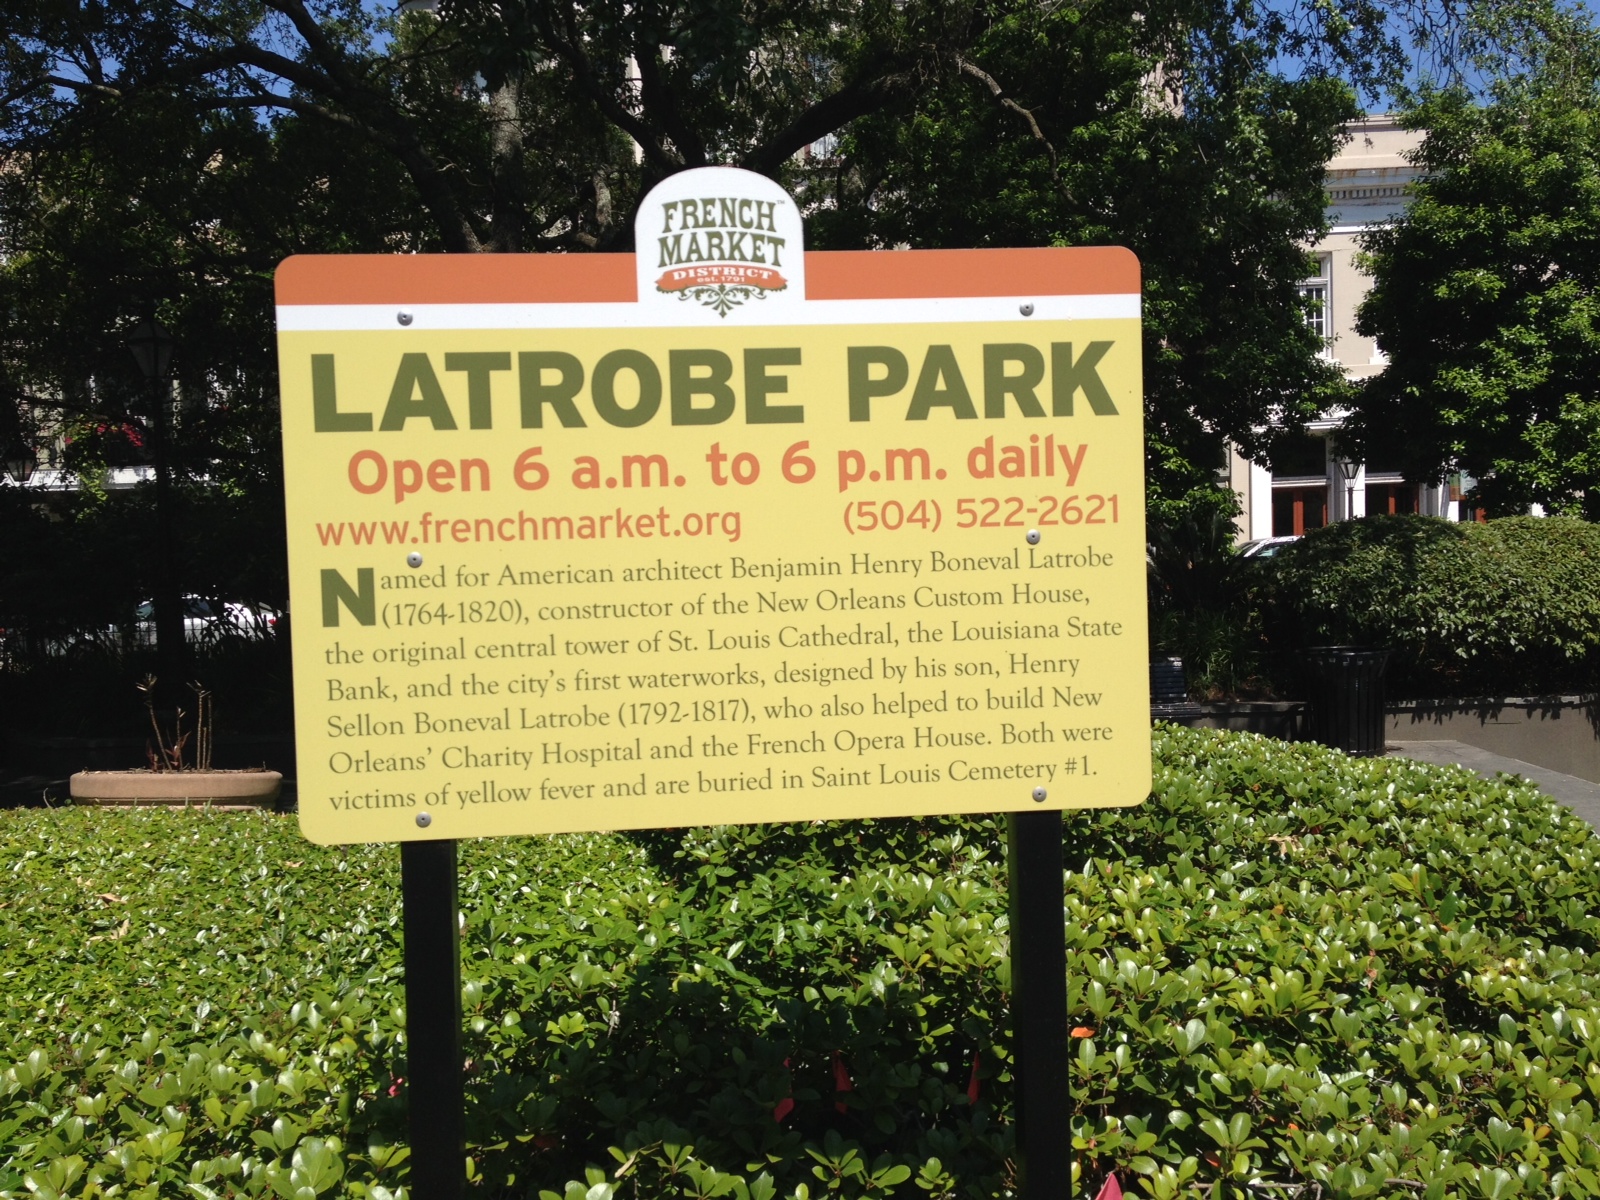 FRENCH™
MARKET
DISTRICT
est. 1791
LATROBE PARK
Open 6 a.m. to 6 p.m. daily
www.frenchmarket.org (504) 522-2621
Named for American architect Benjamin Henry Boneval Latrobe
(1764-1820), constructor of the New Orleans Custom House,
the original central tower of St. Louis Cathedral, the Louisiana State
Bank, and the city's first waterworks, designed by his son, Henry
Sellon Boneval Latrobe (1792-1817), who also helped to build New
Orleans' Charity Hospital and the French Opera House. Both were
victims of yellow fever and are buried in Saint Louis Cemetery #1.